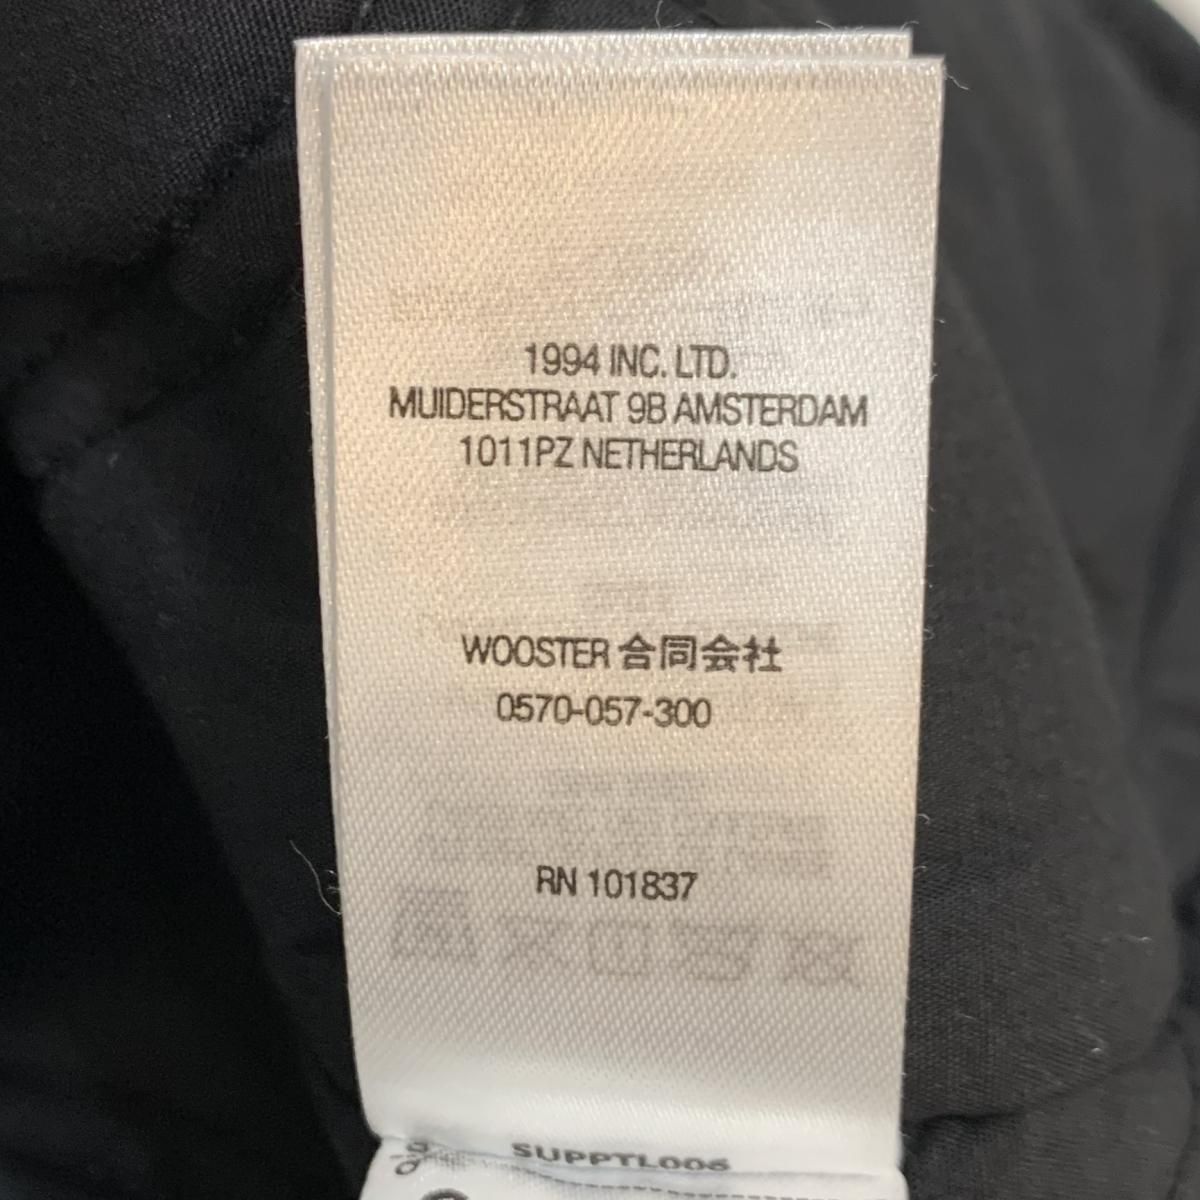 1994 INC. LTD.
MUIDERSTRAAT 9B AMSTERDAM
1011PZ NETHERLANDS
WOOSTER 合同会社
0570-057-300
RN 101837
SUPPTL006